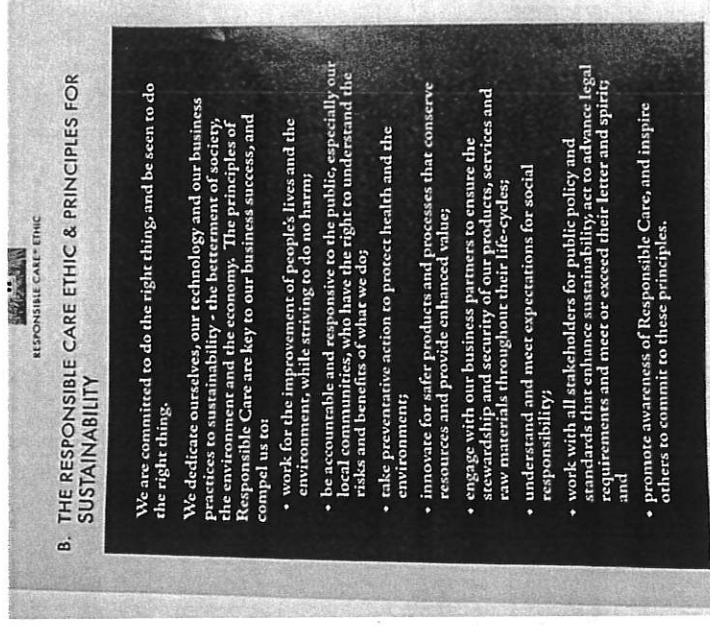 RESPONSIBLE CARE® ETHIC
B. THE RESPONSIBLE CARE ETHIC & PRINCIPLES FOR
SUSTAINABILITY
We are committed to do the right thing, and be seen to do
the right thing.
We dedicate ourselves, our technology and our business
practices to sustainability - the betterment of society,
the environment and the economy. The principles of
Responsible Care are key to our business success, and
compel us to:
• work for the improvement of people's lives and the
environment, while striving to do no harm;
• be accountable and responsive to the public, especially our
local communities, who have the right to understand the
risks and benefits of what we do;
• take preventative action to protect health and the
environment;
• innovate for safer products and processes that conserve
resources and provide enhanced value;
• engage with our business partners to ensure the
stewardship and security of our products, services and
raw materials throughout their life-cycles;
• understand and meet expectations for social
responsibility;
• work with all stakeholders for public policy and
standards that enhance sustainability, act to advance legal
requirements and meet or exceed their letter and spirit;
and
• promote awareness of Responsible Care, and inspire
others to commit to these principles.